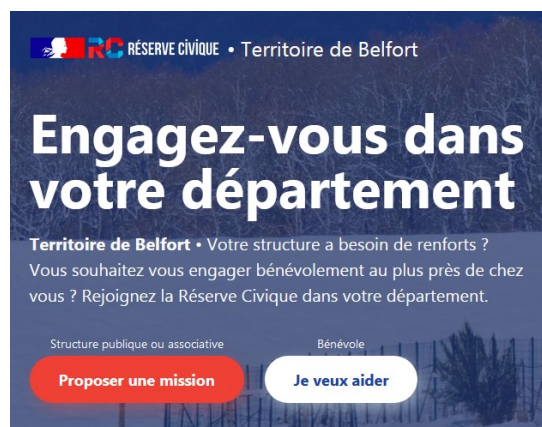 RC RÉSERVE CIVIQUE • Territoire de Belfort
Engagez-vous dans
votre département
Territoire de Belfort • Votre structure a besoin de renforts ?
Vous souhaitez vous engager bénévolement au plus près de chez
vous ? Rejoignez la Réserve Civique dans votre département.
Structure publique ou associative Bénévole
Proposer une mission Je veux aider